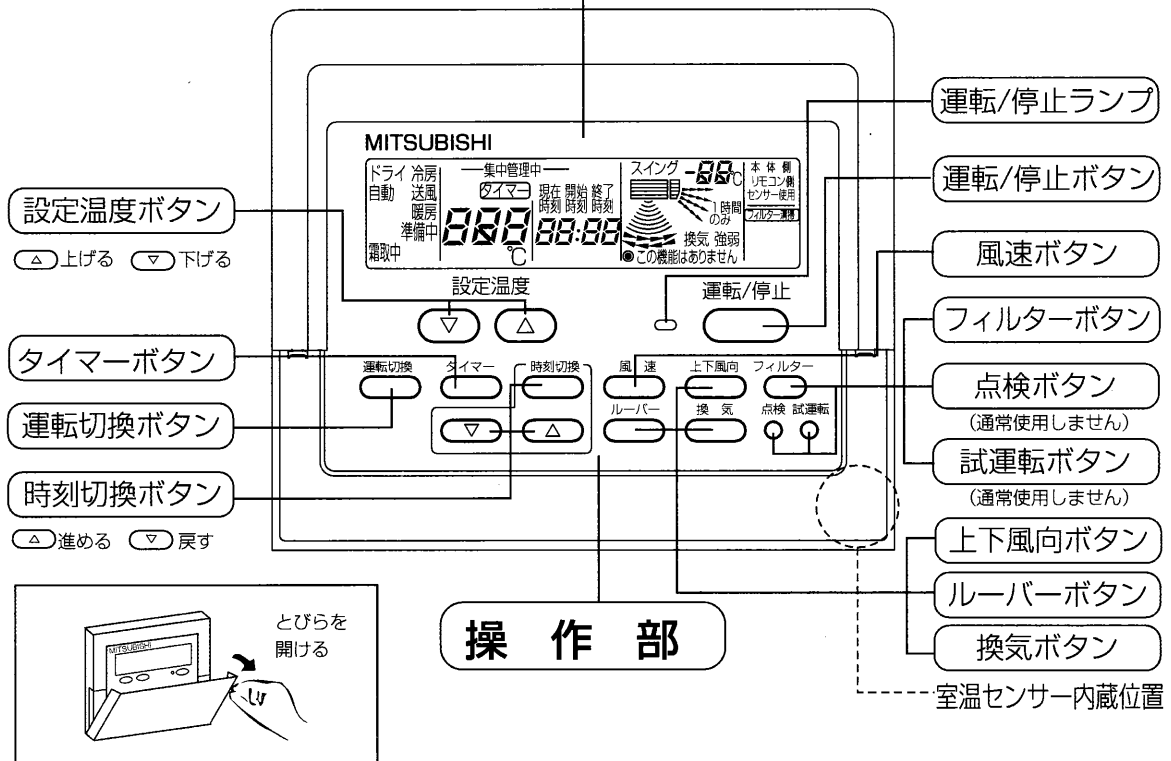 MITSUBISHI
ドライ 冷房
自動 送風
暖房
準備中
霜取中
集中管理中
タイマー
現在 開始 終了
時刻 時刻 時刻
888
℃
88:88
スイング
-88℃
1時間
のみ
換気 強弱
●この機能はありません
本体側
リモコン側
センサー使用
フィルター清掃
設定温度
▽ △
運転/停止
運転切換
タイマー
時刻切換
▽ △
風 速
上下風向
フィルター
ルーバー
換 気
点検 試運転
設定温度ボタン
△上げる ▽下げる
タイマーボタン
運転切換ボタン
時刻切換ボタン
△進める ▽戻す
運転/停止ランプ
運転/停止ボタン
風速ボタン
フィルターボタン
点検ボタン
(通常使用しません)
試運転ボタン
(通常使用しません)
上下風向ボタン
ルーバーボタン
換気ボタン
室温センサー内蔵位置
操 作 部
MITSUBISHI
とびらを
開ける